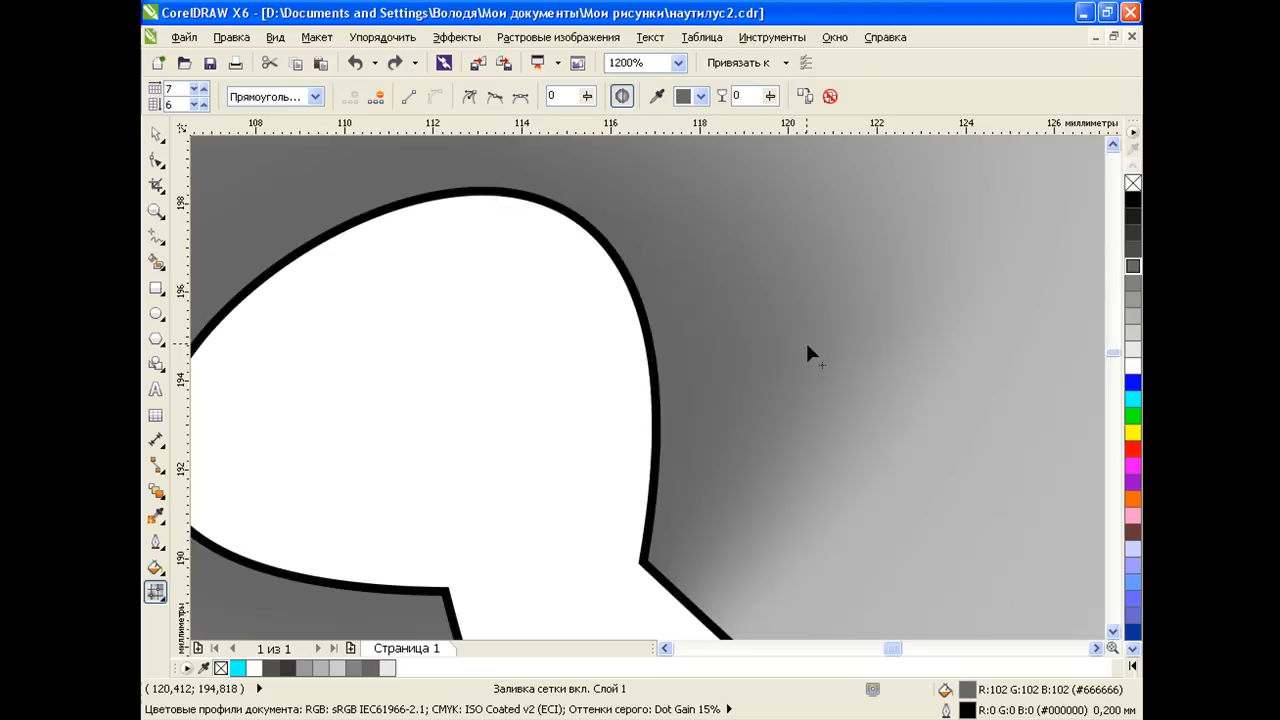 CorelDRAW X6 - [D:\Documents and Settings\Володя\Мои документы\Мои рисунки\наутилус2.cdr]
Файл Правка Вид Макет Упорядочить Эффекты Растровые изображения Текст Таблица Инструменты Окно Справка
1200% Привязать к
7
6
Прямоуголь...
0
0
108 110 112 114 116 118 120 122 124 126 миллиметры
198
196
194
192
190
миллиметры
1 из 1 Страница 1
( 120,412; 194,818 ) Заливка сетки вкл. Слой 1 R:102 G:102 B:102 (#666666)
Цветовые профили документа: RGB: sRGB IEC61966-2.1; CMYK: ISO Coated v2 (ECI); Оттенки серого: Dot Gain 15% R:0 G:0 B:0 (#000000) 0,200 мм